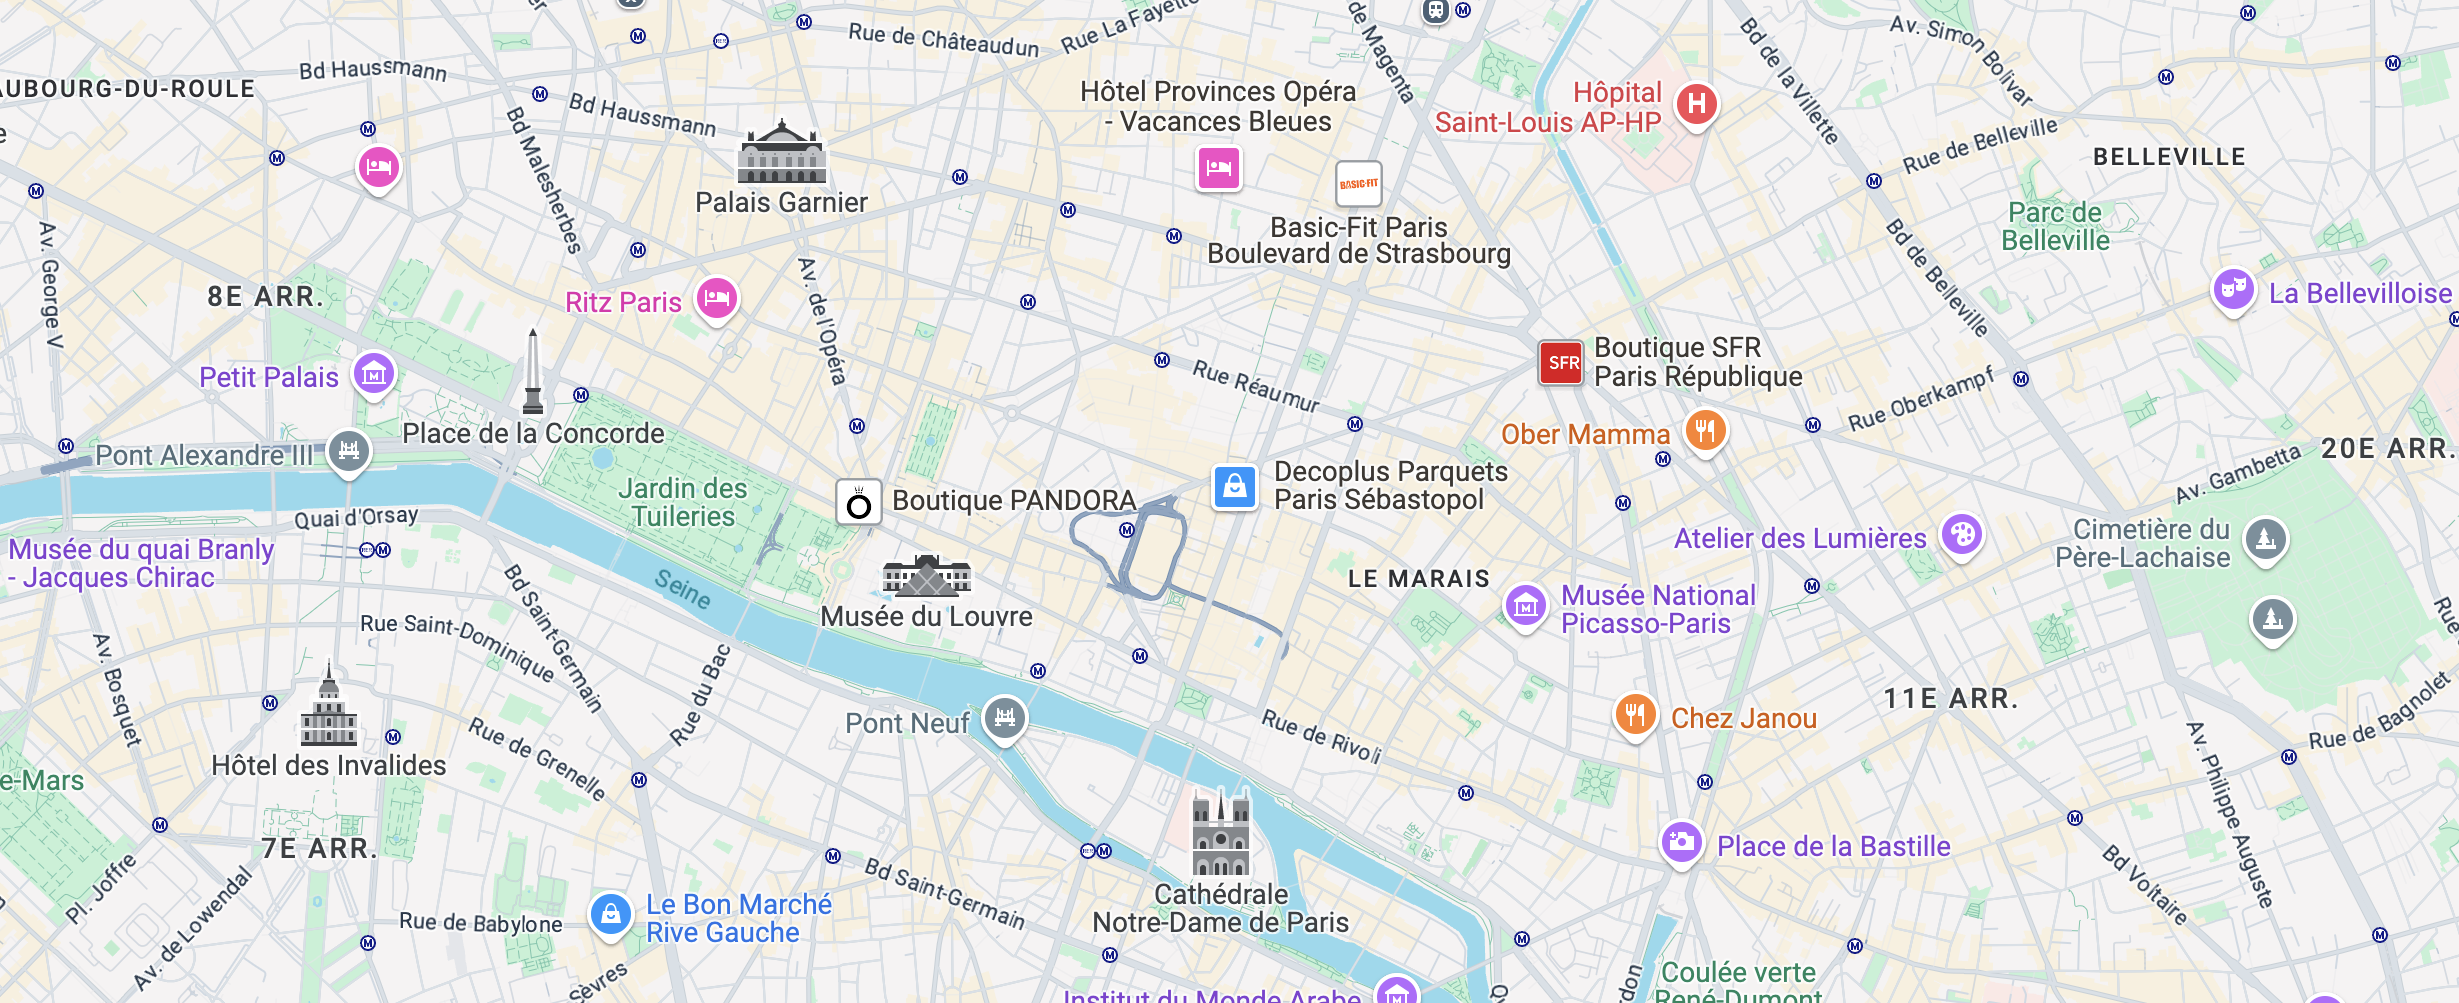 Rue de Châteaudun
Rue La Fayette
de Magenta
Bd de la Villette
Av. Simon Bolivar
Bd Haussmann
AUBOURG-DU-ROULE
Bd Haussmann
Bd Malesherbes
Hôtel Provinces Opéra
- Vacances Bleues
Hôpital
Saint-Louis AP-HP
H
Rue de Belleville
BELLEVILLE
Palais Garnier
BASIC-FIT
Basic-Fit Paris
Boulevard de Strasbourg
Parc de
Belleville
Bd de Belleville
Av. George V
8E ARR.
Ritz Paris
Av. de l'Opéra
La Bellevilloise
Petit Palais
Rue Réaumur
SFR
Boutique SFR
Paris République
Rue Oberkampf
Place de la Concorde
Pont Alexandre III
Ober Mamma
20E ARR.
Av. Gambetta
Jardin des
Tuileries
Boutique PANDORA
Decoplus Parquets
Paris Sébastopol
Quai d'Orsay
Musée du quai Branly
- Jacques Chirac
Atelier des Lumières
Cimetière du
Père-Lachaise
Seine
Bd Saint-Germain
Musée du Louvre
LE MARAIS
Musée National
Picasso-Paris
Rue
Rue Saint-Dominique
Av. Bosquet
Rue du Bac
Pont Neuf
Rue de Rivoli
Chez Janou
11E ARR.
Rue de Bagnolet
Av. Philippe Auguste
Hôtel des Invalides
Rue de Grenelle
e-Mars
7E ARR.
Pl. Joffre
Av. de Lowendal
Place de la Bastille
Bd Voltaire
Bd Saint-Germain
Cathédrale
Notre-Dame de Paris
Rue de Babylone
Le Bon Marché
Rive Gauche
Sèvres
Institut du Monde Arabe
Coulée verte
René-Dumont